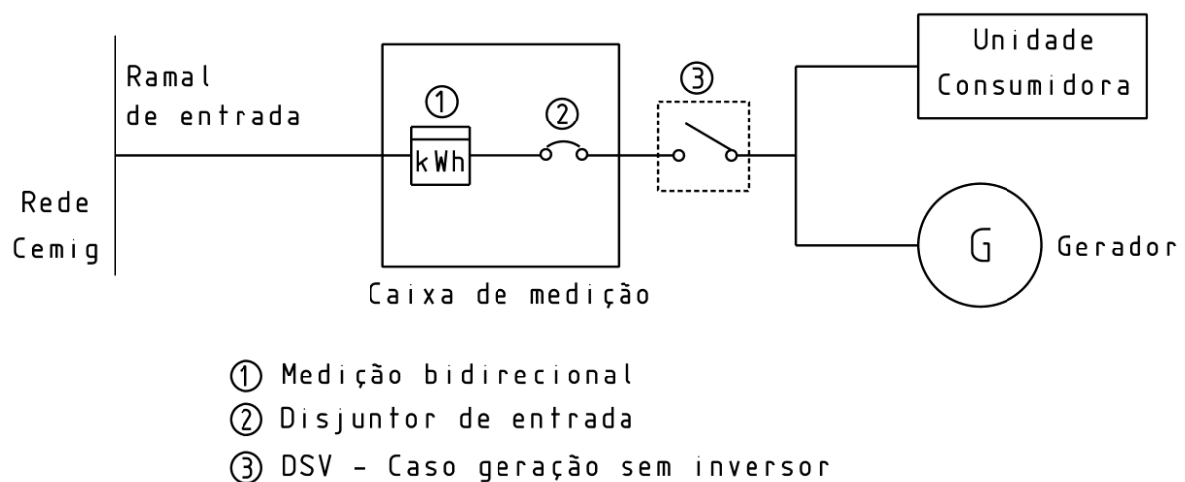 Unidade
Consumidora
Ramal
de entrada
①
②
③
kWh
Rede
Cemig
G
Gerador
Caixa de medição
① Medição bidirecional
② Disjuntor de entrada
③ DSV - Caso geração sem inversor